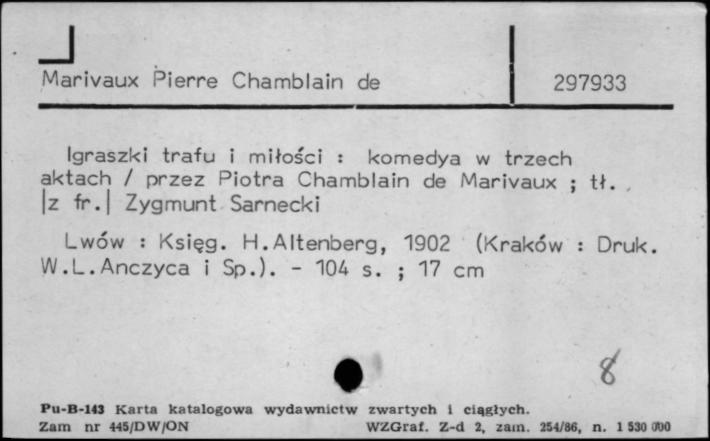 Marivaux Pierre Chamblain de
297933
Igraszki trafu i miłości : komedya w trzech
aktach / przez Piotra Chamblain de Marivaux ; tł.
|z fr.| Zygmunt Sarnecki
Lwów : Księg. H.Altenberg, 1902 (Kraków : Druk.
W.L.Anczyca i Sp.). - 104 s. ; 17 cm
8
Pu-B-143 Karta katalogowa wydawnictw zwartych i ciągłych.
Zam nr 445/DW/ON WZGraf. Z-d 2, zam. 254/86, n. 1 530 000